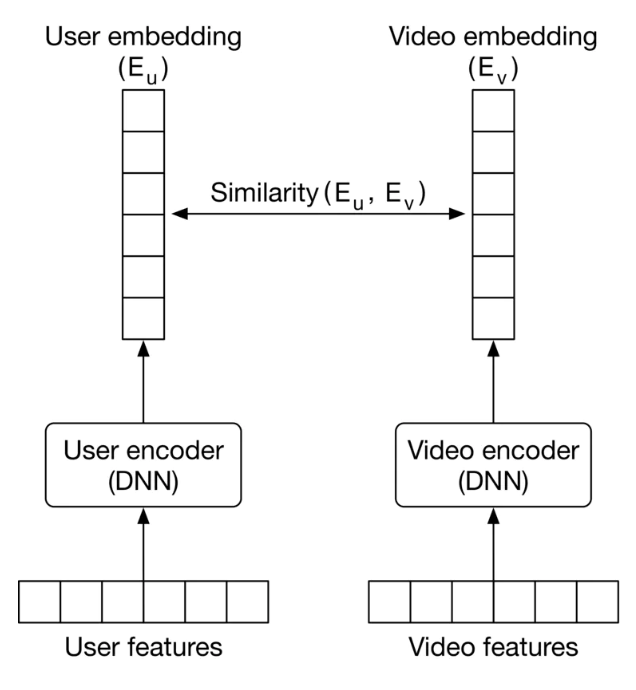 User embedding
(E_u)
Video embedding
(E_v)
Similarity (E_u, E_v)
User encoder
(DNN)
Video encoder
(DNN)
User features
Video features